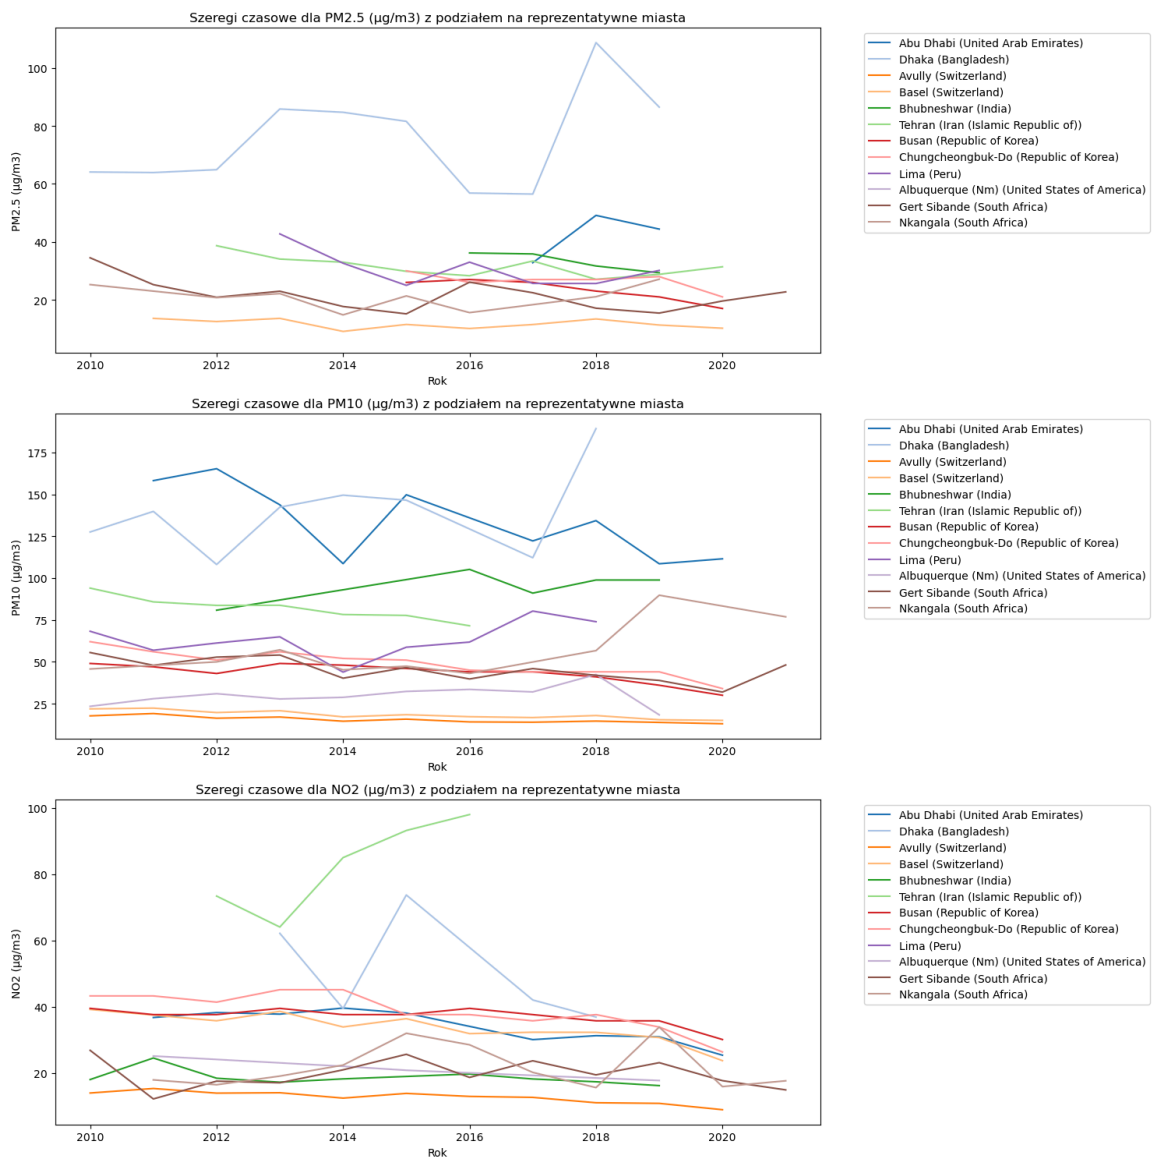 Szeregi czasowe dla PM2.5 (µg/m3) z podziałem na reprezentatywne miasta
PM2.5 (µg/m3)
100
80
60
40
20
2010 2012 2014 2016 2018 2020
Rok
Abu Dhabi (United Arab Emirates)
Dhaka (Bangladesh)
Avully (Switzerland)
Basel (Switzerland)
Bhubneshwar (India)
Tehran (Iran (Islamic Republic of))
Busan (Republic of Korea)
Chungcheongbuk-Do (Republic of Korea)
Lima (Peru)
Albuquerque (Nm) (United States of America)
Gert Sibande (South Africa)
Nkangala (South Africa)
Szeregi czasowe dla PM10 (µg/m3) z podziałem na reprezentatywne miasta
PM10 (µg/m3)
175
150
125
100
75
50
25
2010 2012 2014 2016 2018 2020
Rok
Abu Dhabi (United Arab Emirates)
Dhaka (Bangladesh)
Avully (Switzerland)
Basel (Switzerland)
Bhubneshwar (India)
Tehran (Iran (Islamic Republic of))
Busan (Republic of Korea)
Chungcheongbuk-Do (Republic of Korea)
Lima (Peru)
Albuquerque (Nm) (United States of America)
Gert Sibande (South Africa)
Nkangala (South Africa)
Szeregi czasowe dla NO2 (µg/m3) z podziałem na reprezentatywne miasta
NO2 (µg/m3)
100
80
60
40
20
2010 2012 2014 2016 2018 2020
Rok
Abu Dhabi (United Arab Emirates)
Dhaka (Bangladesh)
Avully (Switzerland)
Basel (Switzerland)
Bhubneshwar (India)
Tehran (Iran (Islamic Republic of))
Busan (Republic of Korea)
Chungcheongbuk-Do (Republic of Korea)
Lima (Peru)
Albuquerque (Nm) (United States of America)
Gert Sibande (South Africa)
Nkangala (South Africa)